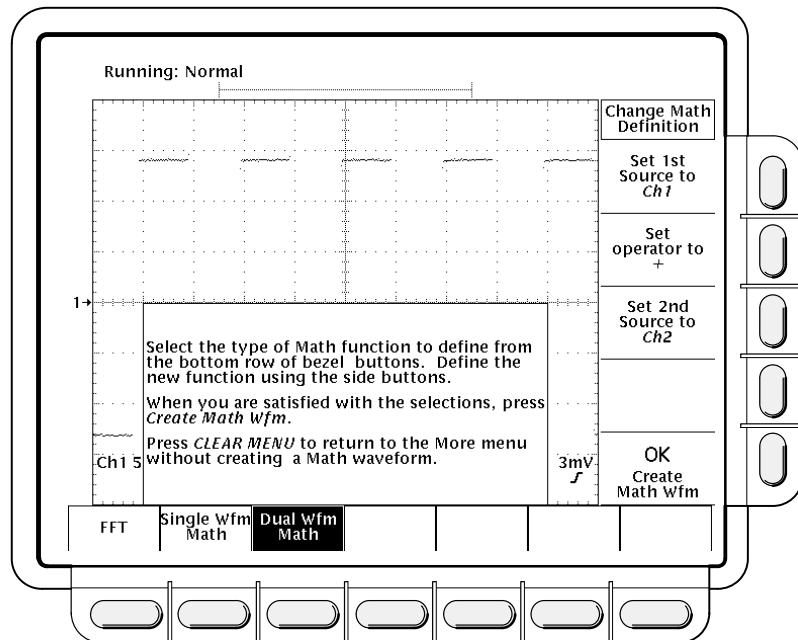 Running: Normal
Change Math
Definition
Set 1st
Source to
Ch1
Set
operator to
+
1
Set 2nd
Source to
Ch2
Select the type of Math function to define from
the bottom row of bezel buttons. Define the
new function using the side buttons.
When you are satisfied with the selections, press
Create Math Wfm.
Press CLEAR MENU to return to the More menu
without creating a Math waveform.
Ch1 5
3mV
OK
Create
Math Wfm
FFT
Single Wfm
Math
Dual Wfm
Math